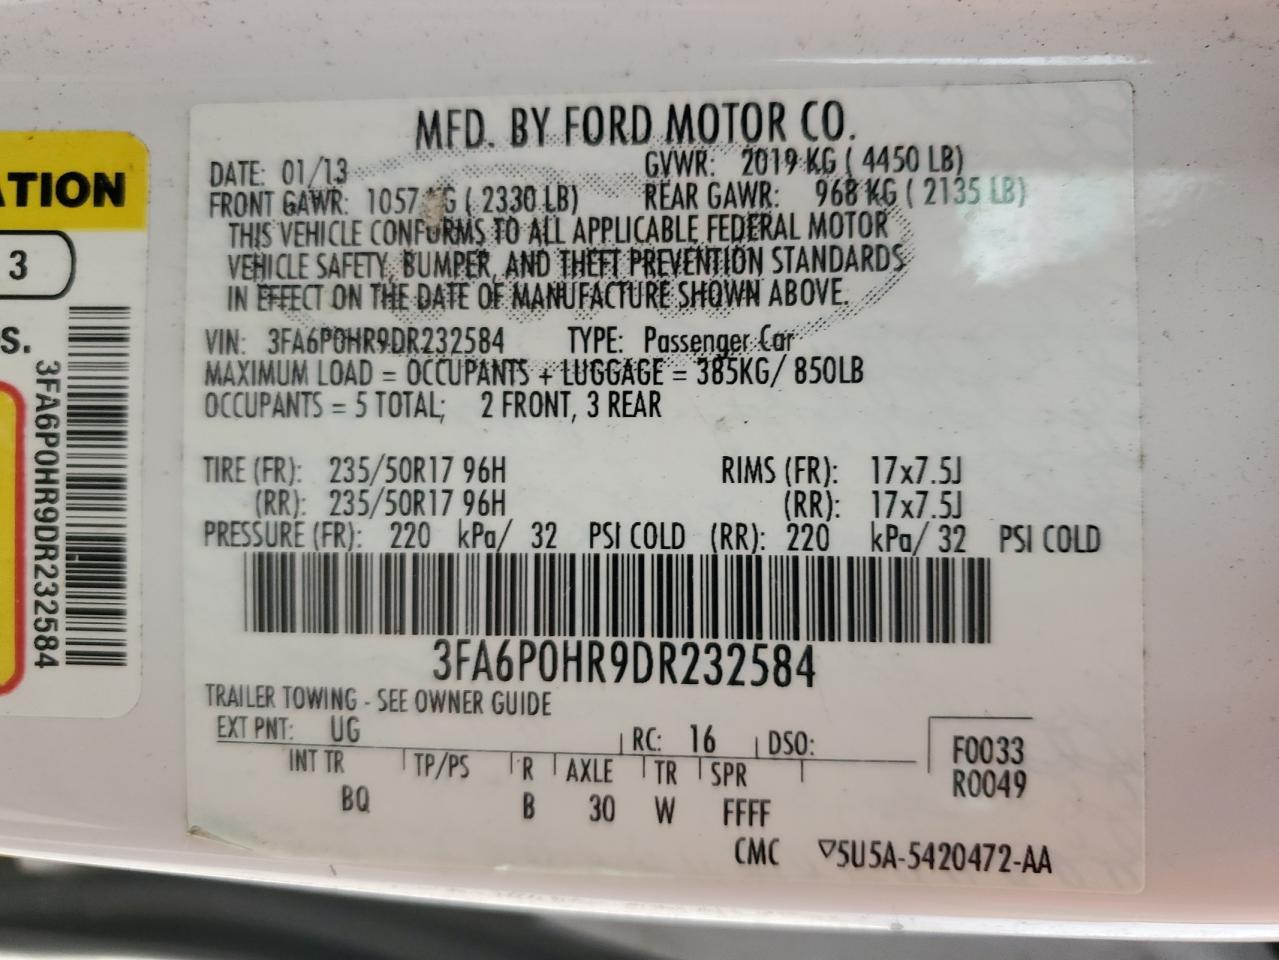 ATION
3
S.
3FA6P0HR9DR232584
MFD. BY FORD MOTOR CO.
DATE: 01/13 GVWR: 2019 KG ( 4450 LB)
FRONT GAWR: 1057 KG ( 2330 LB) REAR GAWR: 968 KG ( 2135 LB)
THIS VEHICLE CONFORMS TO ALL APPLICABLE FEDERAL MOTOR
VEHICLE SAFETY, BUMPER, AND THEFT PREVENTION STANDARDS
IN EFFECT ON THE DATE OF MANUFACTURE SHOWN ABOVE.
VIN: 3FA6P0HR9DR232584 TYPE: Passenger Car
MAXIMUM LOAD = OCCUPANTS + LUGGAGE = 385KG/ 850LB
OCCUPANTS = 5 TOTAL; 2 FRONT, 3 REAR
TIRE (FR): 235/50R17 96H RIMS (FR): 17x7.5J
(RR): 235/50R17 96H (RR): 17x7.5J
PRESSURE (FR): 220 kPa/ 32 PSI COLD (RR): 220 kPa/ 32 PSI COLD
3FA6P0HR9DR232584
TRAILER TOWING - SEE OWNER GUIDE
EXT PNT: UG RC: 16 DSO: F0033
INT TR TP/PS R AXLE TR SPR R0049
BQ B 30 W FFFF
CMC ▽5U5A-5420472-AA